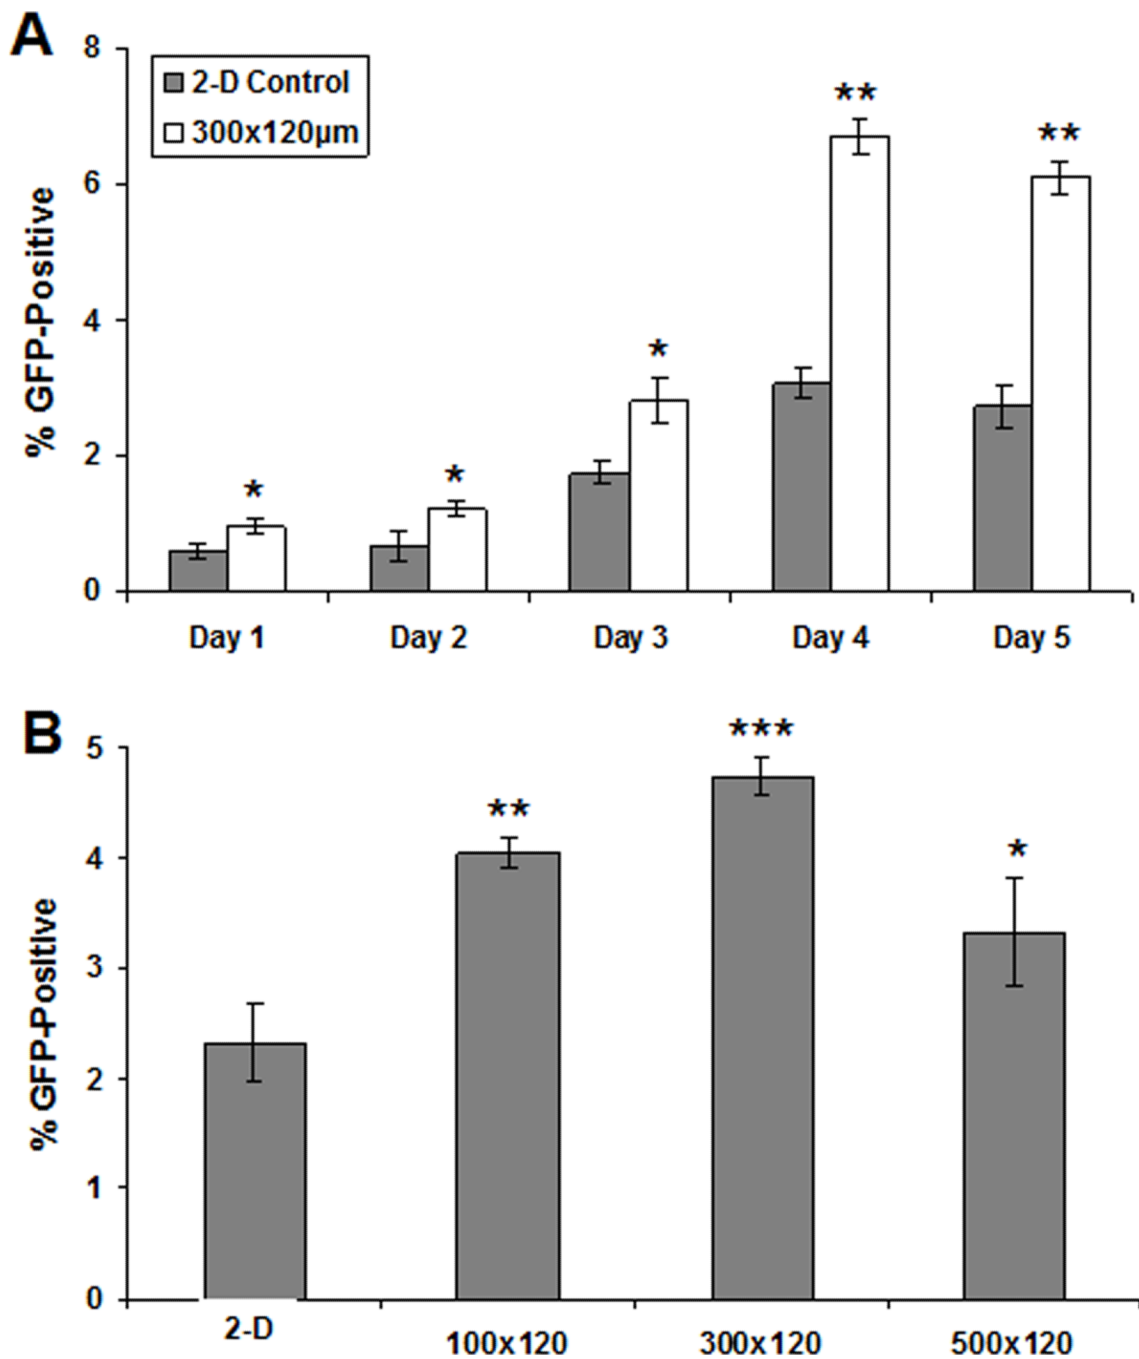 A
8
2-D Control
300x120µm
**
**
6
% GFP-Positive
4
*
*
2
*
*
*
0
Day 1 Day 2 Day 3 Day 4 Day 5
B
5
***
**
4
*
3
% GFP-Positive
2
1
0
2-D 100x120 300x120 500x120